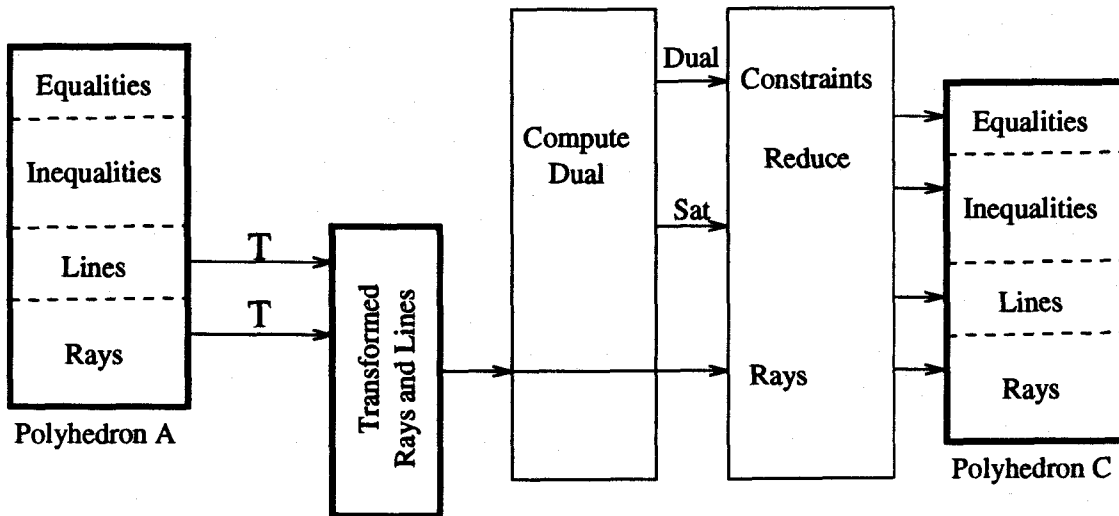 Equalities
Inequalities
Lines
Rays
Polyhedron A
T
T
Transformed
Rays and Lines
Compute
Dual
Dual
Sat
Constraints
Reduce
Rays
Equalities
Inequalities
Lines
Rays
Polyhedron C